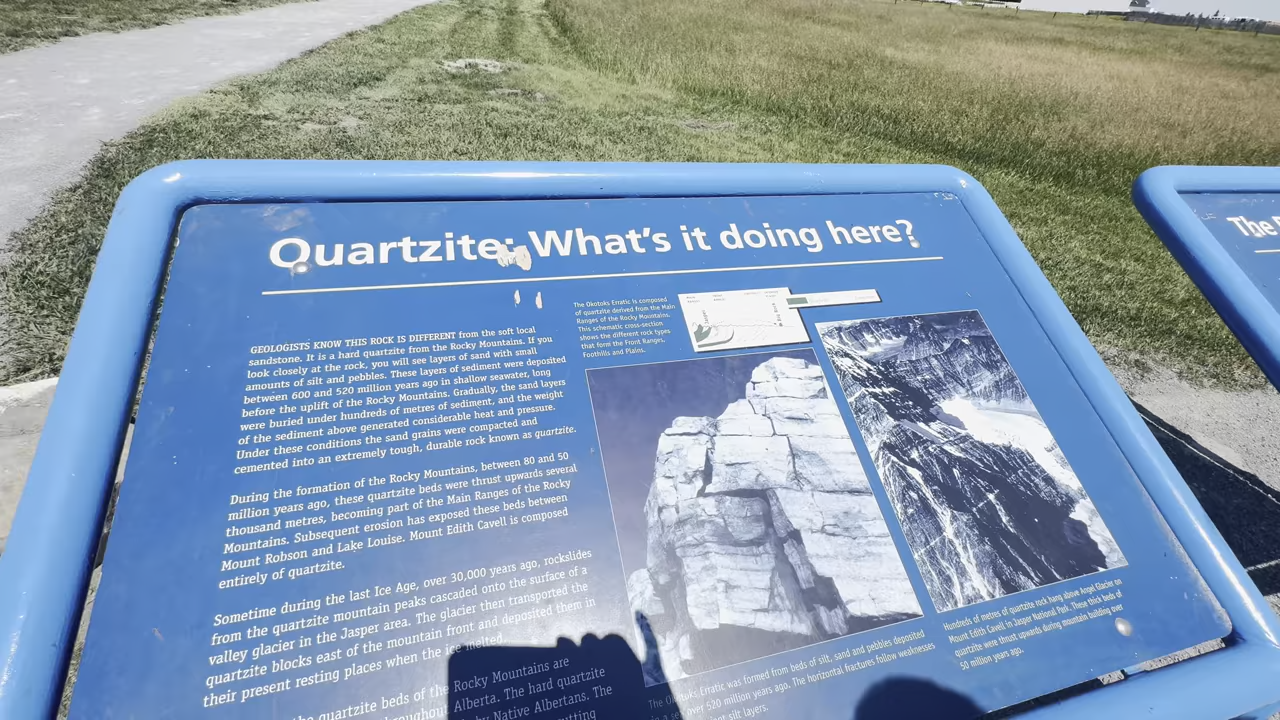 Quartzite: What's it doing here?
GEOLOGISTS KNOW THIS ROCK IS DIFFERENT from the soft local
sandstone. It is a hard quartzite from the Rocky Mountains. If you
look closely at the rock, you will see layers of sand with small
amounts of silt and pebbles. These layers of sediment were deposited
between 600 and 520 million years ago in shallow seawater, long
before the uplift of the Rocky Mountains. Gradually, the sand layers
were buried under hundreds of metres of sediment, and the weight
of the sediment above generated considerable heat and pressure.
Under these conditions the sand grains were compacted and
cemented into an extremely tough, durable rock known as quartzite.
During the formation of the Rocky Mountains, between 80 and 50
million years ago, these quartzite beds were thrust upwards several
thousand metres, becoming part of the Main Ranges of the Rocky
Mountains. Subsequent erosion has exposed these beds between
Mount Robson and Lake Louise. Mount Edith Cavell is composed
entirely of quartzite.
Sometime during the last Ice Age, over 30,000 years ago, rockslides
from the quartzite mountain peaks cascaded onto the surface of a
valley glacier in the Jasper area. The glacier then transported the
quartzite blocks east of the mountain front and deposited them in
their present resting places when the ice melted.
the quartzite beds of the Rocky Mountains are
throughout Alberta. The hard quartzite
by Native Albertans. The
cutting
The Okotoks Erratic is composed
of quartzite derived from the Main
Ranges of the Rocky Mountains.
This schematic cross-section
shows the different rock types
that form the Front Ranges,
Foothills and Plains.
The Okotoks Erratic was formed from beds of silt, sand and pebbles deposited
in a sea over 520 million years ago. The horizontal fractures follow weaknesses
silt layers.
Hundreds of metres of quartzite rock hang above Angel Glacier on
Mount Edith Cavell in Jasper National Park. These thick beds of
quartzite were thrust upwards during mountain building over
50 million years ago.
The